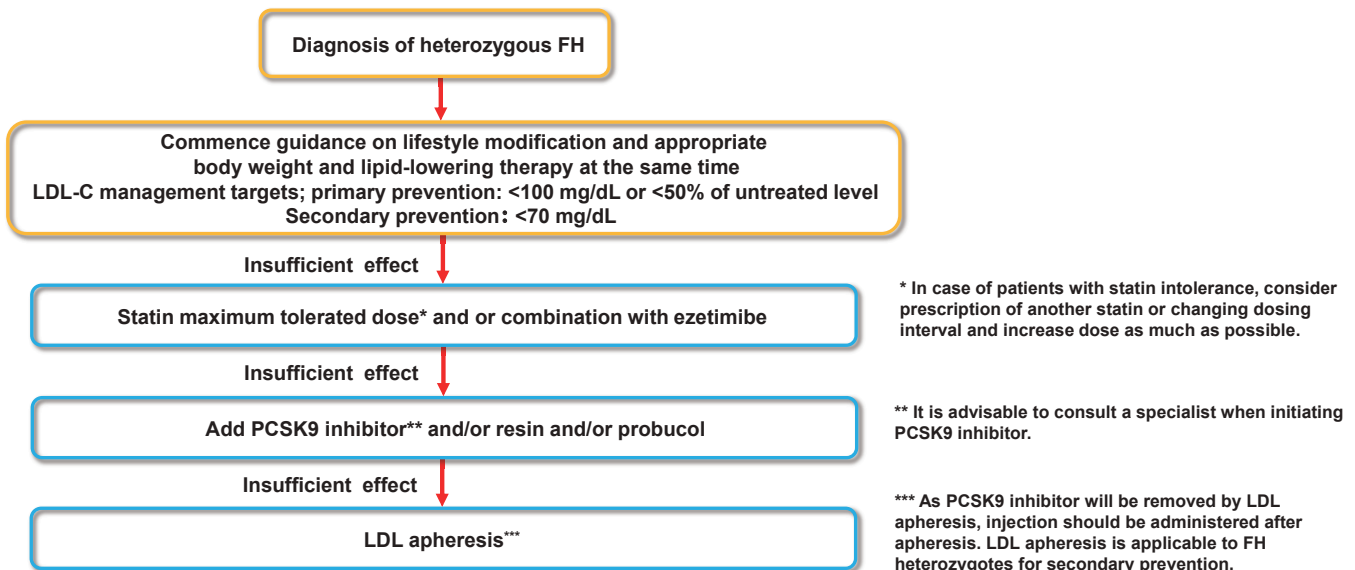 Diagnosis of heterozygous FH
Commence guidance on lifestyle modification and appropriate
body weight and lipid-lowering therapy at the same time
LDL-C management targets; primary prevention: <100 mg/dL or <50% of untreated level
Secondary prevention: <70 mg/dL
Insufficient effect
Statin maximum tolerated dose* and or combination with ezetimibe
* In case of patients with statin intolerance, consider
prescription of another statin or changing dosing
interval and increase dose as much as possible.
Insufficient effect
Add PCSK9 inhibitor** and/or resin and/or probucol
** It is advisable to consult a specialist when initiating
PCSK9 inhibitor.
Insufficient effect
LDL apheresis***
*** As PCSK9 inhibitor will be removed by LDL
apheresis, injection should be administered after
apheresis. LDL apheresis is applicable to FH
heterozygotes for secondary prevention.